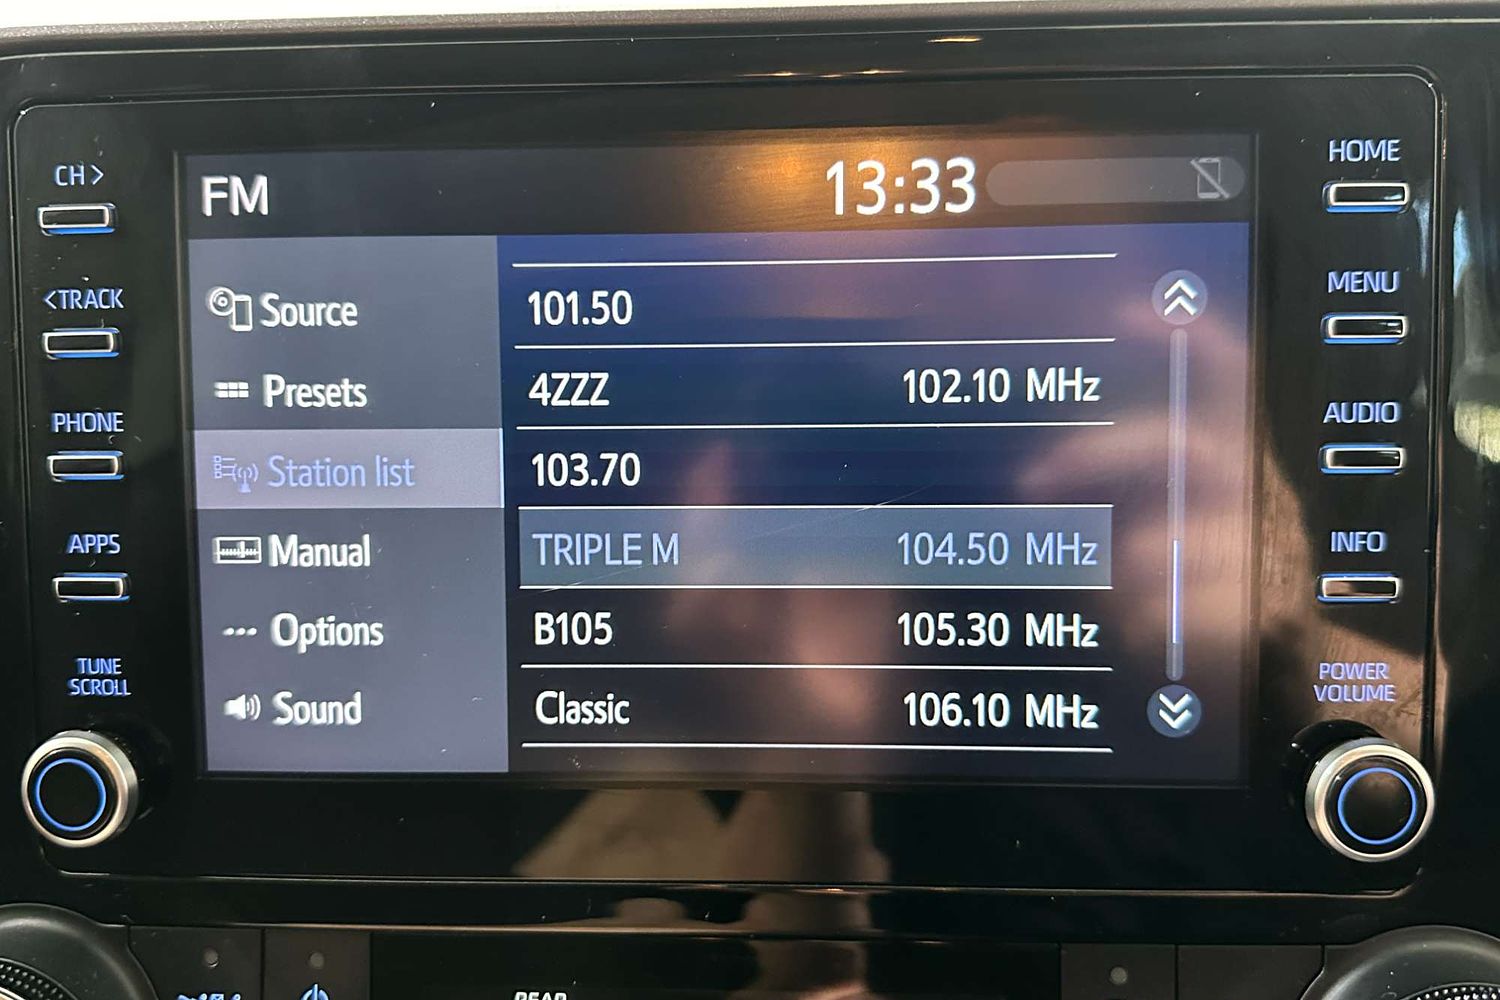 CH>
<TRACK
PHONE
APPS
TUNE
SCROLL
FM
13:33
Source
Presets
Station list
Manual
Options
Sound
101.50
4ZZZ 102.10 MHz
103.70
TRIPLE M 104.50 MHz
B105 105.30 MHz
Classic 106.10 MHz
HOME
MENU
AUDIO
INFO
POWER
VOLUME
REAR